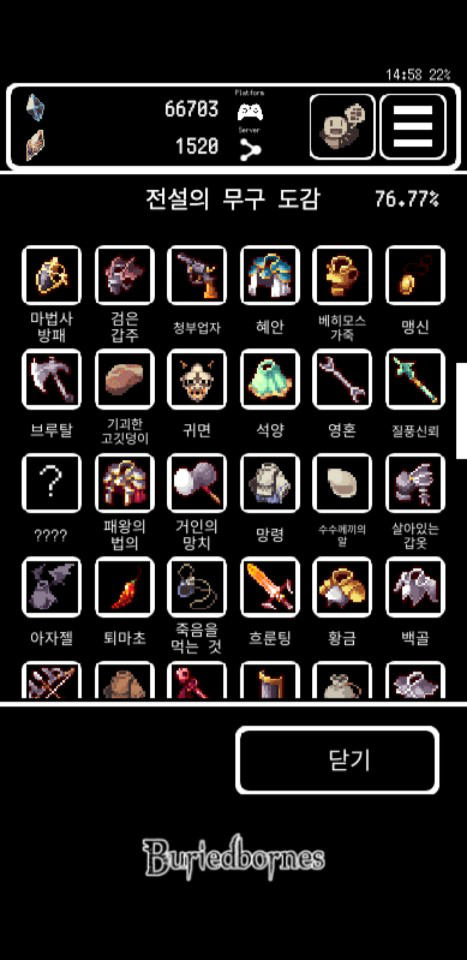 14:58 22%
Platform
66703
Server
1520
전설의 무구 도감 76.77%
마법사 방패
검은 갑주
청부업자
혜안
베히모스 가죽
맹신
브루탈
기괴한 고깃덩이
귀면
석양
영혼
질풍신뢰
?
????
패왕의 법의
거인의 망치
망령
수수께끼의 알
살아있는 갑옷
아자젤
퇴마초
죽음을 먹는 것
흐룬팅
황금
백골
닫기
Buriedbornes